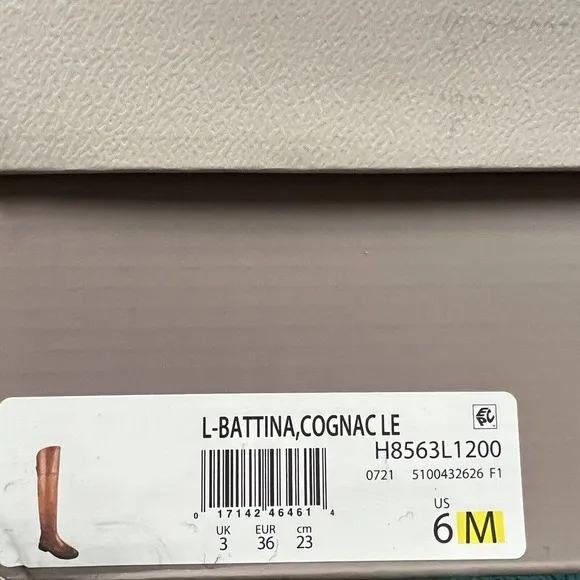 L-BATTINA,COGNAC LE
H8563L1200
0721 5100432626 F1
0 17142 46461 4
UK EUR cm
3 36 23
US
6 M